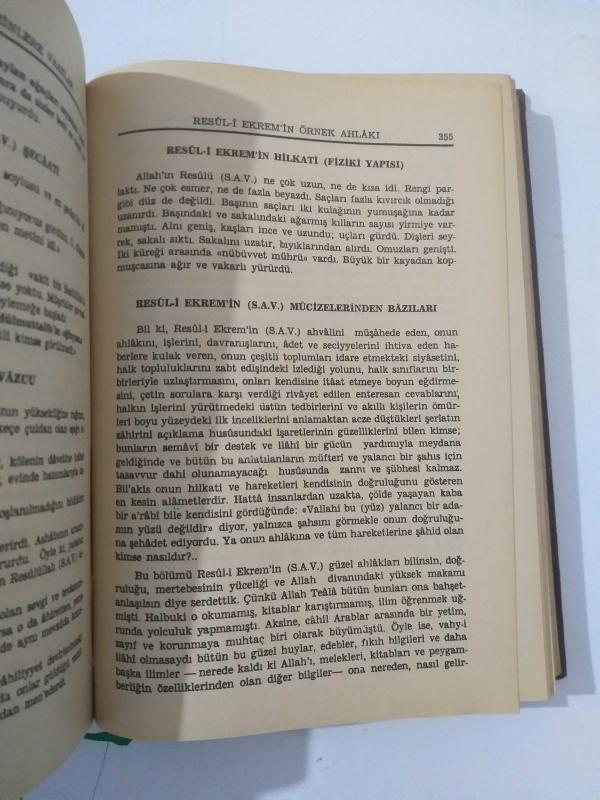 RESÛL-İ EKREM'İN ÖRNEK AHLÂKI 355
RESÛL-İ EKREM'İN HİLKATİ (FİZİKİ YAPISI)
Allah'ın Resûlü (S.A.V.) ne çok uzun, ne de kısa idi. Rengi par-
laktı. Ne çok esmer, ne de fazla beyazdı. Saçları fazla kıvırcık olmadığı
gibi düz de değildi. Başının saçları iki kulağının yumuşağına kadar
uzanırdı. Başındaki ve sakalındaki ağarmış kılların sayısı yirmiye var-
mamıştı. Alnı geniş, kaşları ince ve uzundu; uçları gürdü. Dişleri sey-
rek, sakalı sıktı. Sakalını uzatır, bıyıklarından alırdı. Omuzları genişti.
İki küreği arasında «nübüvvet mührü» vardı. Büyük bir kayadan kop-
muşcasına ağır ve vakarlı yürürdü.
RESÛL-İ EKREM'İN (S.A.V.) MÜCİZELERİNDEN BÂZILARI
Bil ki, Resûl-i Ekrem'in (S.A.V.) ahvâlini müşâhede eden, onun
ahlâkını, işlerini, davranışlarını, âdet ve seciyyelerini ihtiva eden ha-
berlere kulak veren, onun çeşitli toplumları idare etmekteki siyâsetini,
halk topluluklarını zabt edişindeki izlediği yolunu, halk sınıflarını bir-
birleriyle uzlaştırmasını, onları kendisine itâat etmeye boyun eğdirme-
sini, çetin sorulara karşı verdiği rivâyet edilen enteresan cevablarını,
halkın işlerini yürütmedeki üstün tedbirlerini ve akıllı kişilerin ömür-
leri boyu yüzeydeki ilk inceliklerini anlamaktan acze düştükleri şeriatın
zâhirini açıklama husûsundaki işaretlerinin güzelliklerini bilen kimse;
bunların semâvî bir destek ve ilâhî bir gücün yardımıyla meydana
geldiğinde ve bütün bu anlatılanların müfteri ve yalancı bir şahıs için
tasavvur dahi olunamayacağı husûsunda zannı ve şübhesi kalmaz.
Bil'akis onun hilkati ve hareketleri kendisinin doğruluğunu gösteren
en kesin alâmetlerdir. Hattâ insanlardan uzakta, çölde yaşayan kaba
bir a'râbî bile kendisini gördüğünde: «Vallahi bu (yüz) yalancı bir ada-
mın yüzü değildir» diyor, yalnızca şahsını görmekle onun doğruluğu-
na şehâdet ediyordu. Ya onun ahlâkına ve tüm hareketlerine şâhid olan
kimse nasıldır?..
Bu bölümü Resûl-i Ekrem'in (S.A.V.) güzel ahlâkları bilinsin, doğ-
ruluğu, mertebesinin yüceliği ve Allah divanındaki yüksek makamı
anlaşılsın diye serdettik. Çünkü Allah Teâlâ bütün bunları ona bahşet-
mişti. Halbuki o okumamış, kitablar karıştırmamış, ilim öğrenmek uğ-
runda yolculuk yapmamıştı. Aksine, câhil Arablar arasında bir yetim,
zayıf ve korunmaya muhtaç biri olarak büyümüştü. Öyle ise, vahy-i
ilâhî olmasaydı bütün bu güzel huylar, edebler, fıkıh bilgileri ve daha
başka ilimler — nerede kaldı ki Allah'ı, melekleri, kitabları ve peygam-
berliğin özelliklerinden olan diğer bilgiler— ona nereden, nasıl gelir-